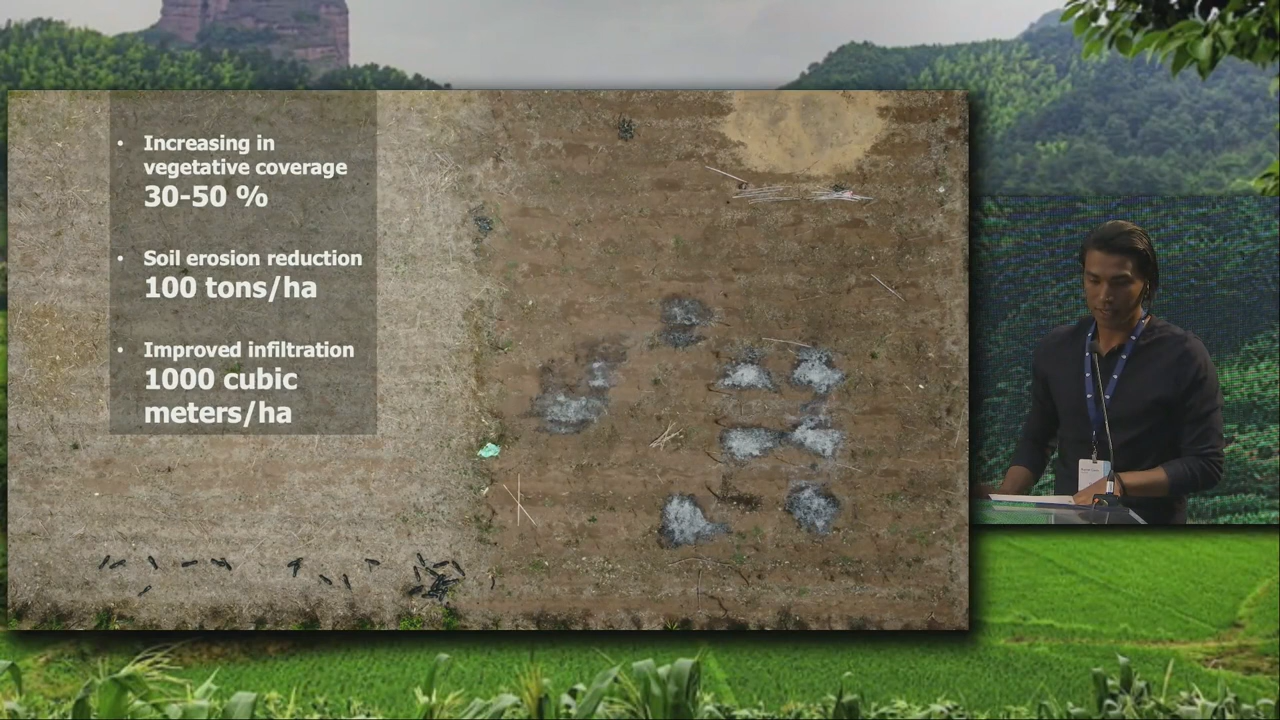 • Increasing in
vegetative coverage
30-50 %
• Soil erosion reduction
100 tons/ha
• Improved infiltration
1000 cubic
meters/ha